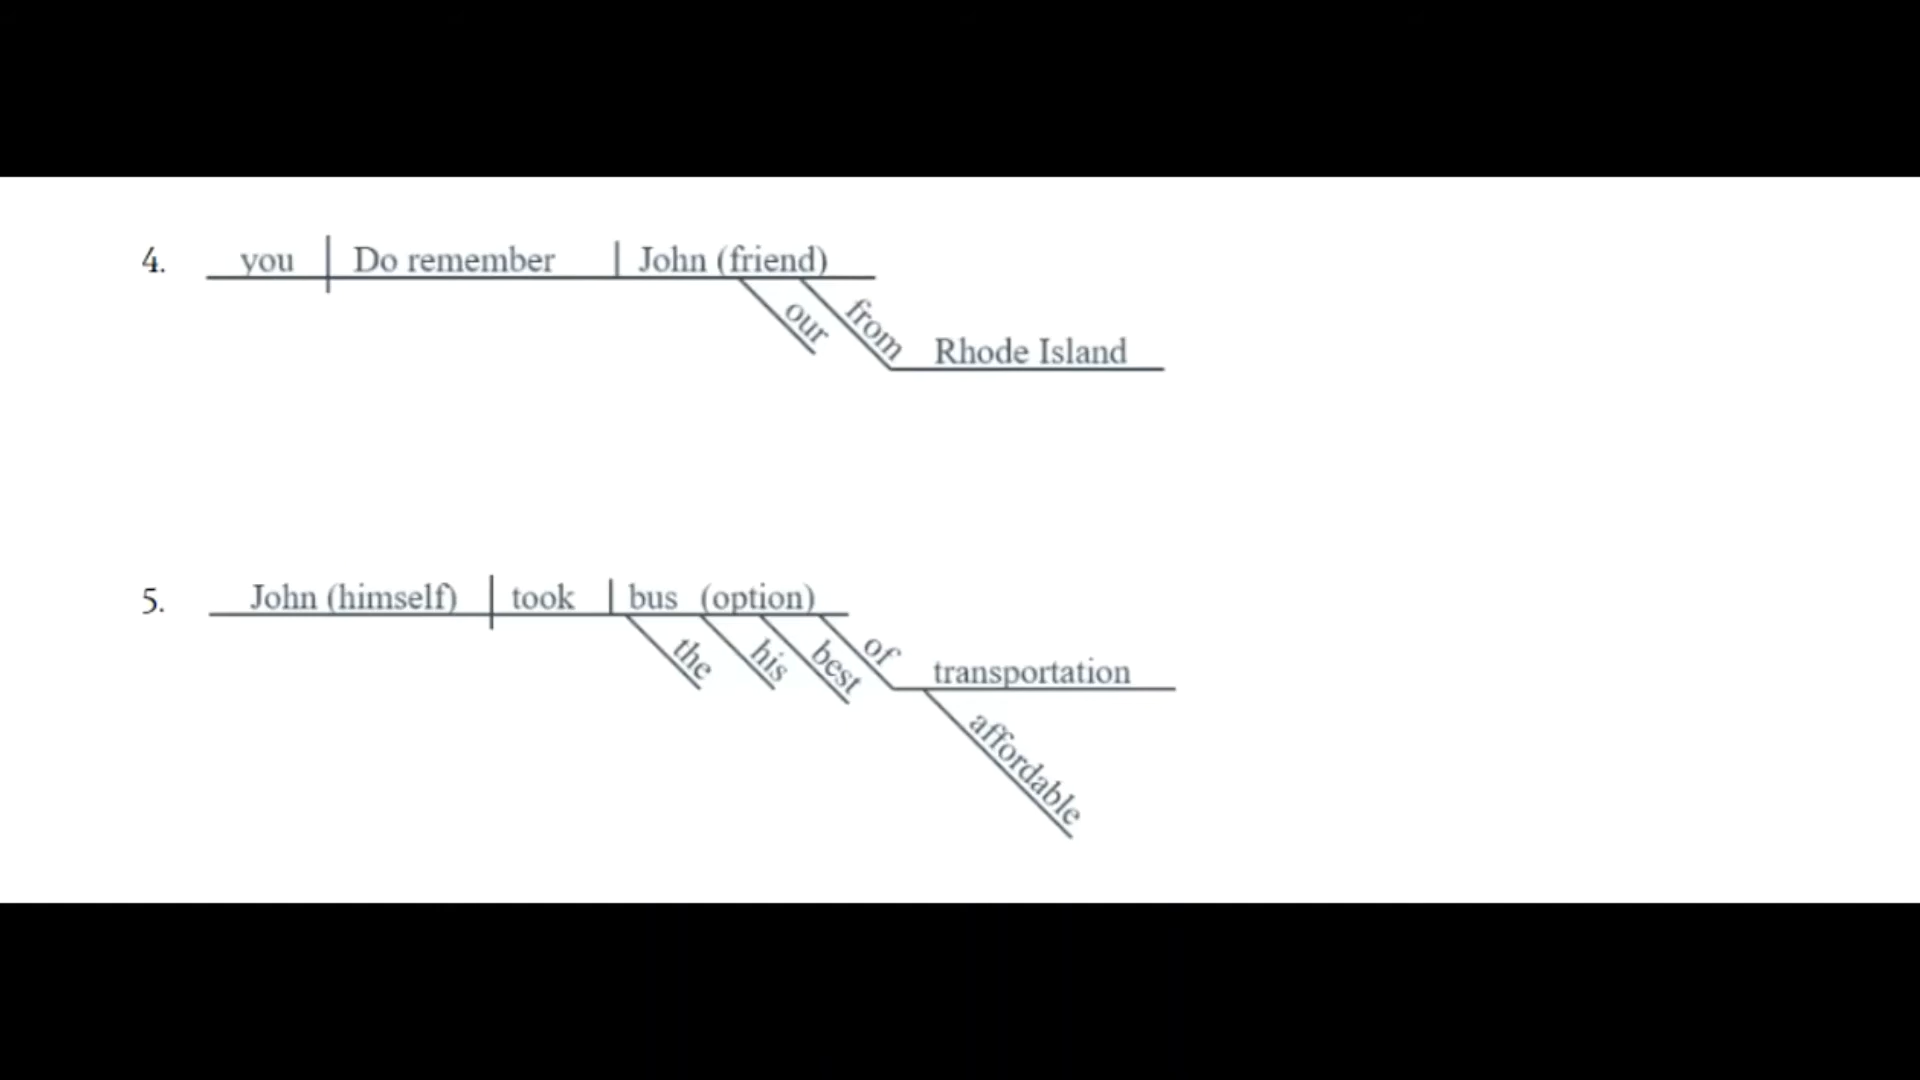 4. you Do remember John (friend)
our from Rhode Island
5. John (himself) took bus (option)
the his best of transportation
affordable